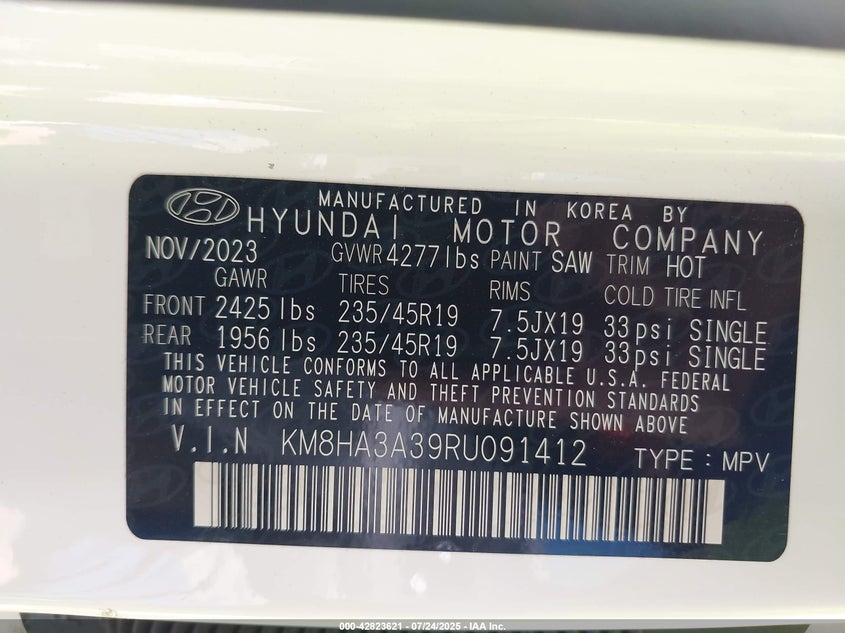 MANUFACTURED IN KOREA BY
HYUNDAI MOTOR COMPANY
NOV/2023 GVWR 4277lbs PAINT SAW TRIM HOT
GAWR TIRES RIMS COLD TIRE INFL
FRONT 2425 lbs 235/45R19 7.5JX19 33psi SINGLE
REAR 1956 lbs 235/45R19 7.5JX19 33psi SINGLE
THIS VEHICLE CONFORMS TO ALL APPLICABLE U.S.A. FEDERAL
MOTOR VEHICLE SAFETY AND THEFT PREVENTION STANDARDS
IN EFFECT ON THE DATE OF MANUFACTURE SHOWN ABOVE
V.I.N KM8HA3A39RU091412 TYPE : MPV
000-42823621 - 07/24/2025 - IAA Inc.